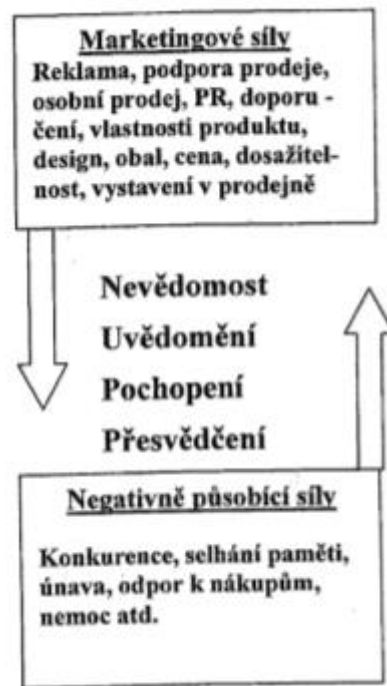 Marketingové síly
Reklama, podpora prodeje,
osobní prodej, PR, doporu -
čení, vlastnosti produktu,
design, obal, cena, dosažitel-
nost, vystavení v prodejně
Nevědomost
Uvědomění
Pochopení
Přesvědčení
Negativně působící síly
Konkurence, selhání paměti,
únava, odpor k nákupům,
nemoc atd.